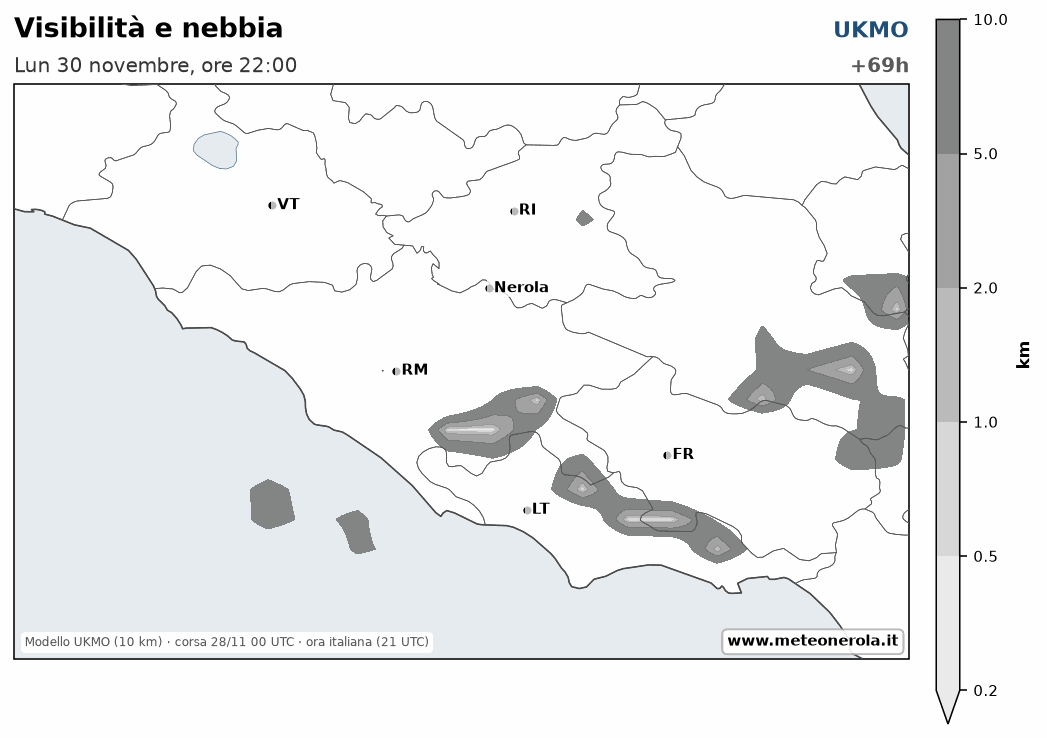 Visibilità e nebbia
UKMO
Lun 30 novembre, ore 22:00
+69h
10.0
5.0
2.0
1.0
0.5
0.2
km
VT
RI
Nerola
RM
FR
LT
Modello UKMO (10 km) · corsa 28/11 00 UTC · ora italiana (21 UTC)
www.meteonerola.it